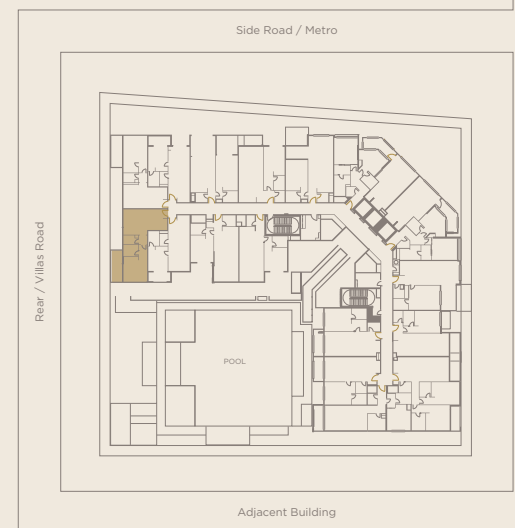 Side Road / Metro
Rear / Villas Road
POOL
Adjacent Building